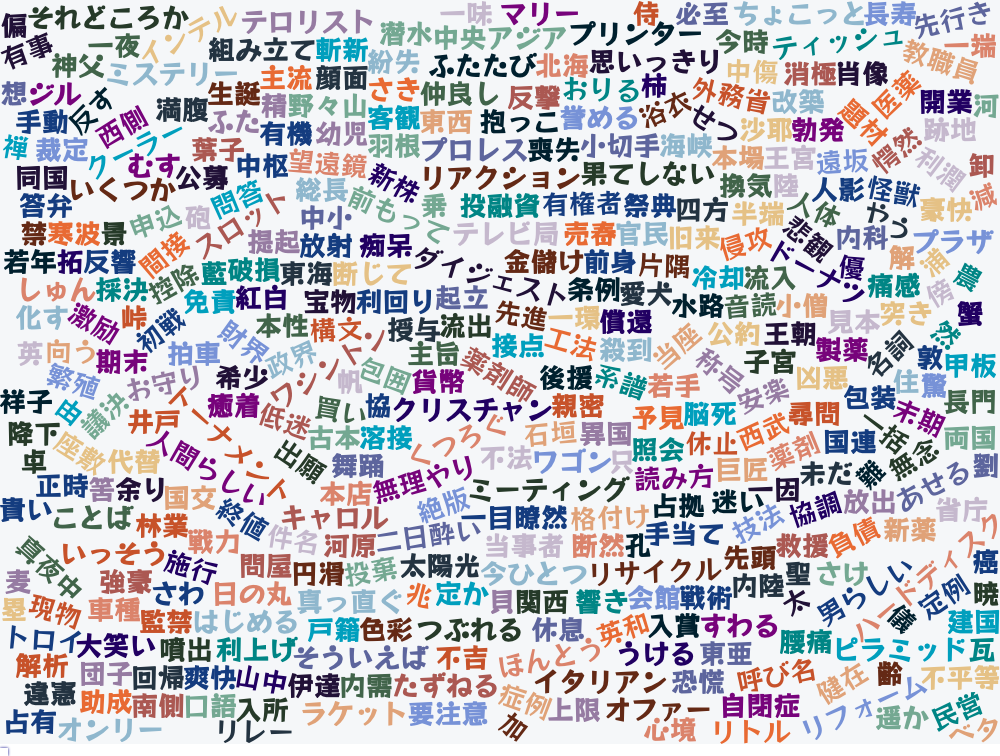 偏 それどころか インテル テロリスト 一味 マリー 侍 必至 ちょこっと 長寿 先行き
有事 一夜 組み立て 斬新 潜水 中央アジア プリンター 今時 ティッシュ 教職員 一瑞
神父 ミステリー 主流 顔面 紛失 ふたたび 北海 思いっきり 中傷 消極 肖像
想 ジル 反す 満腹 生誕 精 野々山 さき 仲良し 反撃 おりる 柿 外務省 改築 題材 医薬 開業 河
手動 西側 ふた 有機 幼児 客観 東西 抱っこ 誉める 浴衣 せつ 沙耶 勃発 愕然 跡地
禅 裁定 クーラー むす 葉子 中枢 望遠鏡 羽根 プロレス 喪失 小切手 海峡 本場 王宮 遠坂 利潤 卸
同国 いくつか 公募 総長 新株 リアクション 果てしない 換気 陸 人影 怪獣 減
答弁 申込 砲 問答 中小 前もって 乗 投融資 有権者 祭典 四方 半瑞 人体 やっ 豪快
禁 寒波 景 間接 スロット 提起 放射 痴呆 テレビ局 売春 官民 旧来 侵攻 悲観 内科 プラザ
若年 拓 反響 控除 藍 破損 東海 断じて ダイジェスト 金儲け 前身 片隅 冷却 流入 ドーナツ 優 解 浦 農
しゅん 採決 免責 紅白 宝物 利回り 起立 条例 愛犬 水路 音読 小僧 痛感 傍 蟹
化す 激励 峠 初戦 本性 構文 授与 流出 先進 一環 償還 公約 王朝 見本 突き 然
英 向う 期末 拍車 財界 政界 ワシントン 主旨 接点 工法 殺到 当座 子宮 製薬 名詞 敦 甲板
繁殖 お守り 希少 帆 包囲 貨幣 薬剤師 後援 系譜 若手 称号 安楽 凶悪 住 驚
祥子 由 議決 イーメメント 癒着 低迷 買い 協 クリスチャン 親密 予見 脳死 尋問 包装 末期 長門
降下 井戸 古本 溶接 くつろぐ 石垣 異国 照会 休止 西武 薬剤 国連 一括 両国
卓 座敷 代替 人間らしい 出願 舞踊 不法 ワゴン 只 読み方 巨匠 未だ 難 無念
正時 筈 余り 国女 本店 無理やり ミーティング 占拠 迷い 一因 あせる 劉
貴い ことば 林業 終値 キャロル 絶版 一目瞭然 格付け 手当て 技法 協調 放出 省庁
真夜中 戦力 件名 河原 二日酔い 当事者 断然 孔 先頭 救援 負債 新薬
いっそう 施行 問屋 円滑 投棄 太陽光 今ひとつ リサイクル 内陸 聖 さけ ハードディスク 癌
麦 強豪 さわ 日の丸 真っ直ぐ 兆 定か 貝 関西 響き 会館 戦術 太 男らしい 定例 暁
塁 現物 車種 監禁 はじめる 戸籍 色彩 つぶれる 休息 英和 入賞 すわる 儀 建国
トロイ 大笑い 噴出 利上げ そういえば 不吉 ほんとう うける 東亜 腰痛 ピラミッド 瓦
解析 団子 回帰 爽快 山中 伊達 内需 たずねる イタリアン 恐慌 呼び名 健在 齢 不平等
違憲 助成 南側 口語 入所 ラケット 要注意 症例 上限 オファー 自閉症 リフォーム 遥か 民営
占有 オンリー リレー 加 心境 リトル ベタ